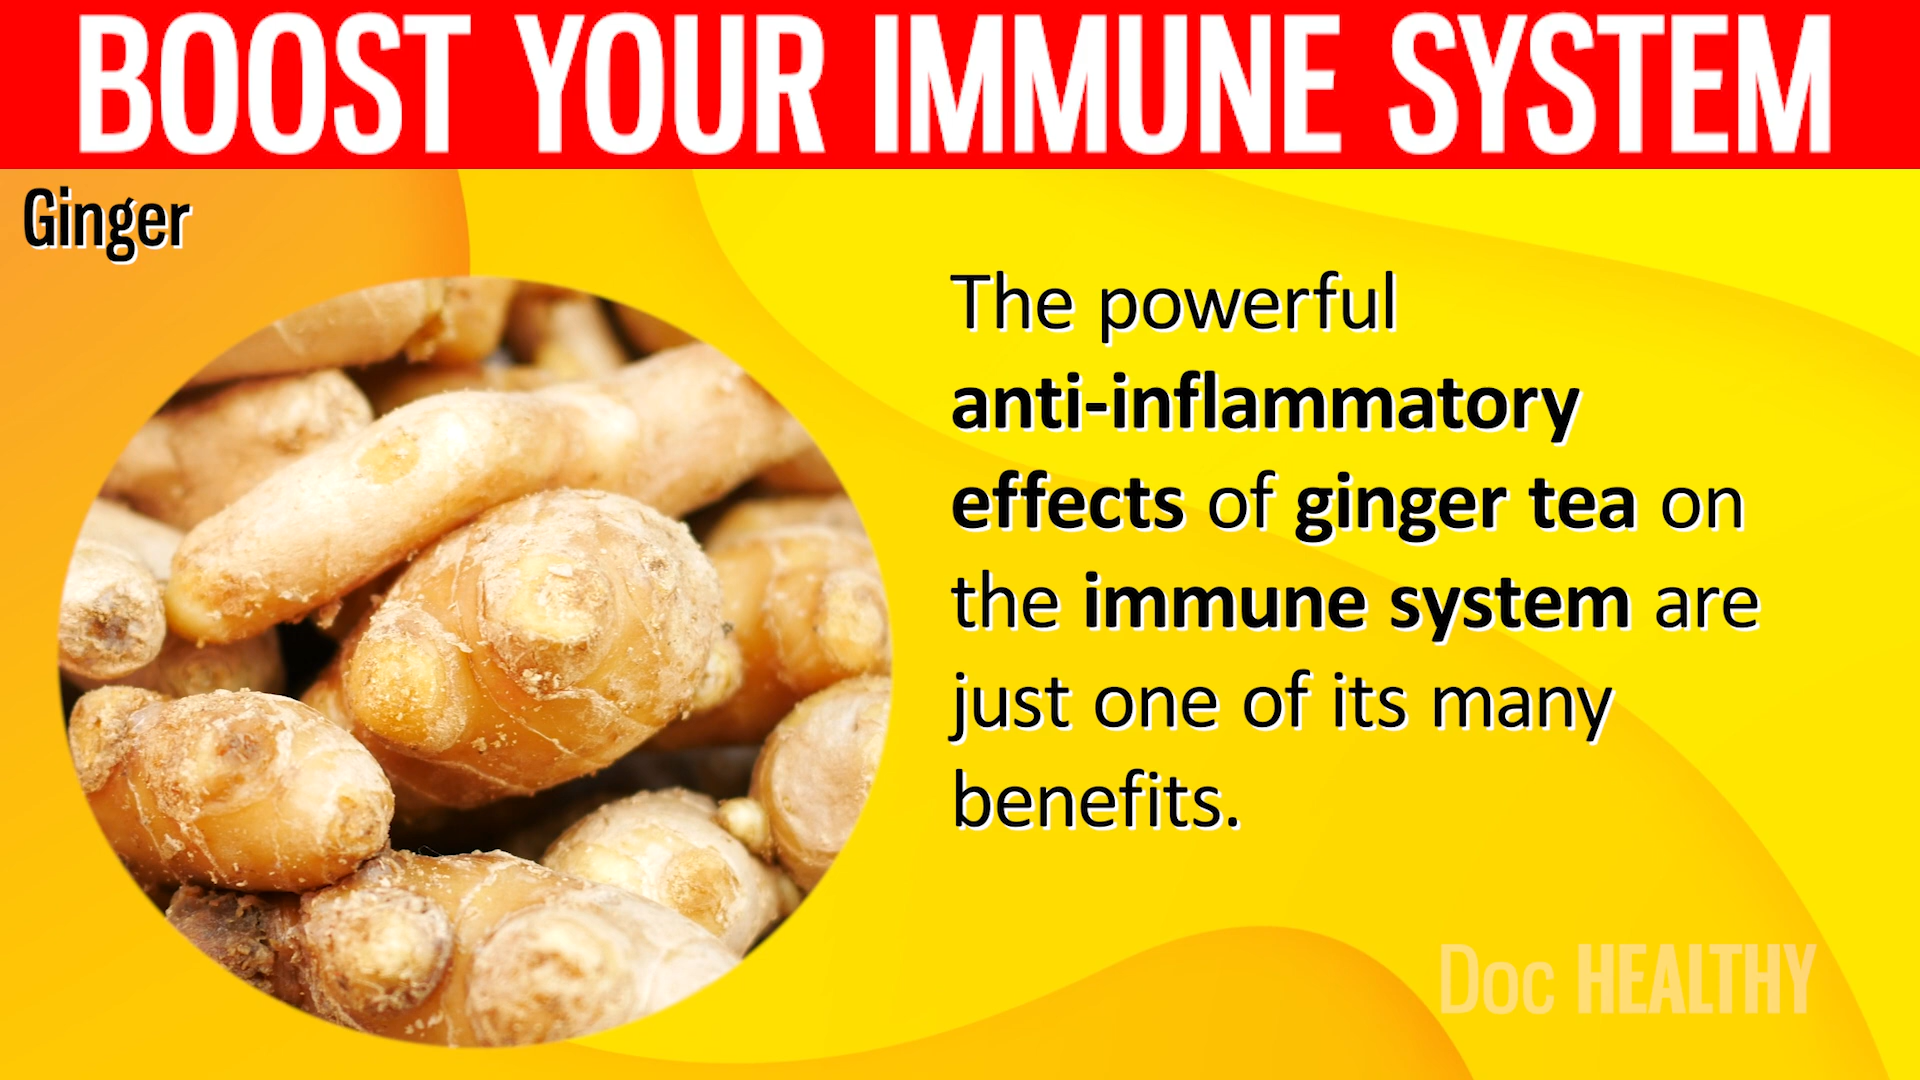 BOOST YOUR IMMUNE SYSTEM
Ginger
The powerful
anti-inflammatory
effects of ginger tea on
the immune system are
just one of its many
benefits.
Doc HEALTHY